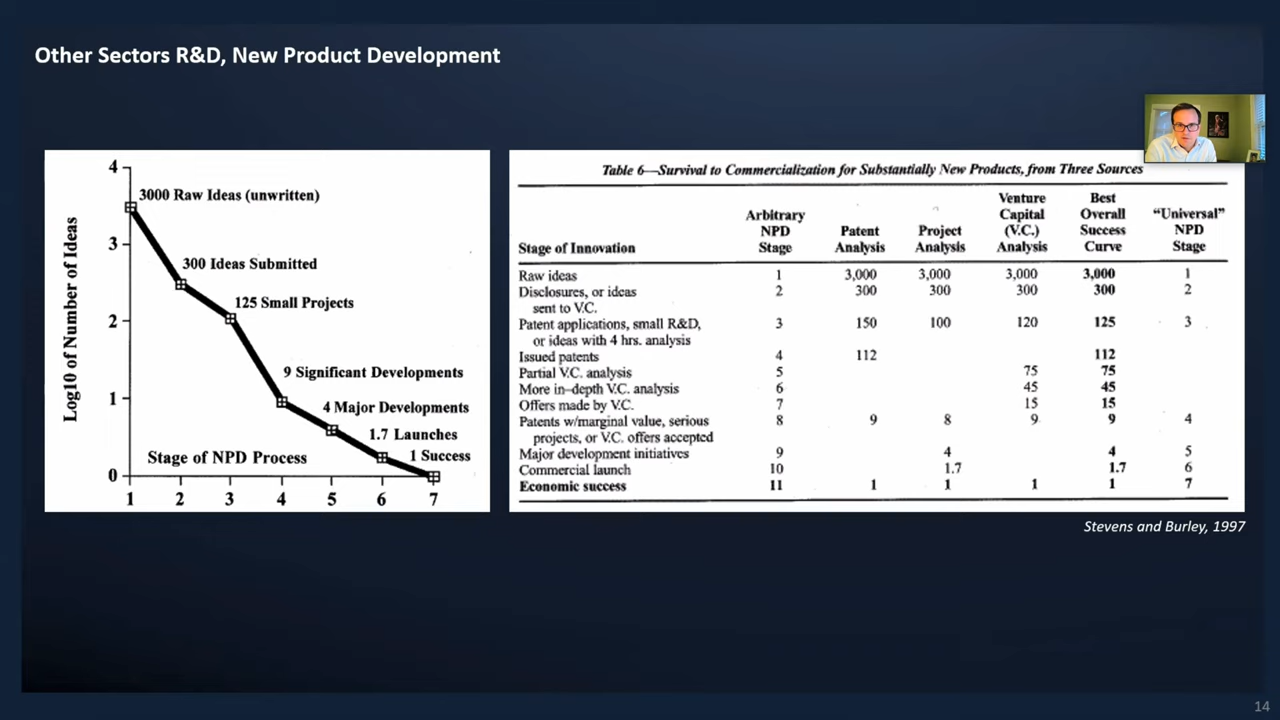 Other Sectors R&D, New Product Development
4
3000 Raw Ideas (unwritten)
3
300 Ideas Submitted
125 Small Projects
2
9 Significant Developments
1
4 Major Developments
1.7 Launches
1 Success
Stage of NPD Process
0
1 2 3 4 5 6 7
Log10 of Number of Ideas
Table 6—Survival to Commercialization for Substantially New Products, from Three Sources
Stage of Innovation
Arbitrary
NPD
Stage
Patent
Analysis
Project
Analysis
Venture
Capital
(V.C.)
Analysis
Best
Overall
Success
Curve
“Universal”
NPD
Stage
Raw ideas 1 3,000 3,000 3,000 3,000 1
Disclosures, or ideas 2 300 300 300 300 2
sent to V.C.
Patent applications, small R&D, 3 150 100 120 125 3
or ideas with 4 hrs. analysis
Issued patents 4 112 112
Partial V.C. analysis 5 75 75
More in–depth V.C. analysis 6 45 45
Offers made by V.C. 7 15 15
Patents w/marginal value, serious 8 9 8 9 9 4
projects, or V.C. offers accepted
Major development initiatives 9 4 4 5
Commercial launch 10 1.7 1.7 6
Economic success 11 1 1 1 1 7
Stevens and Burley, 1997
14